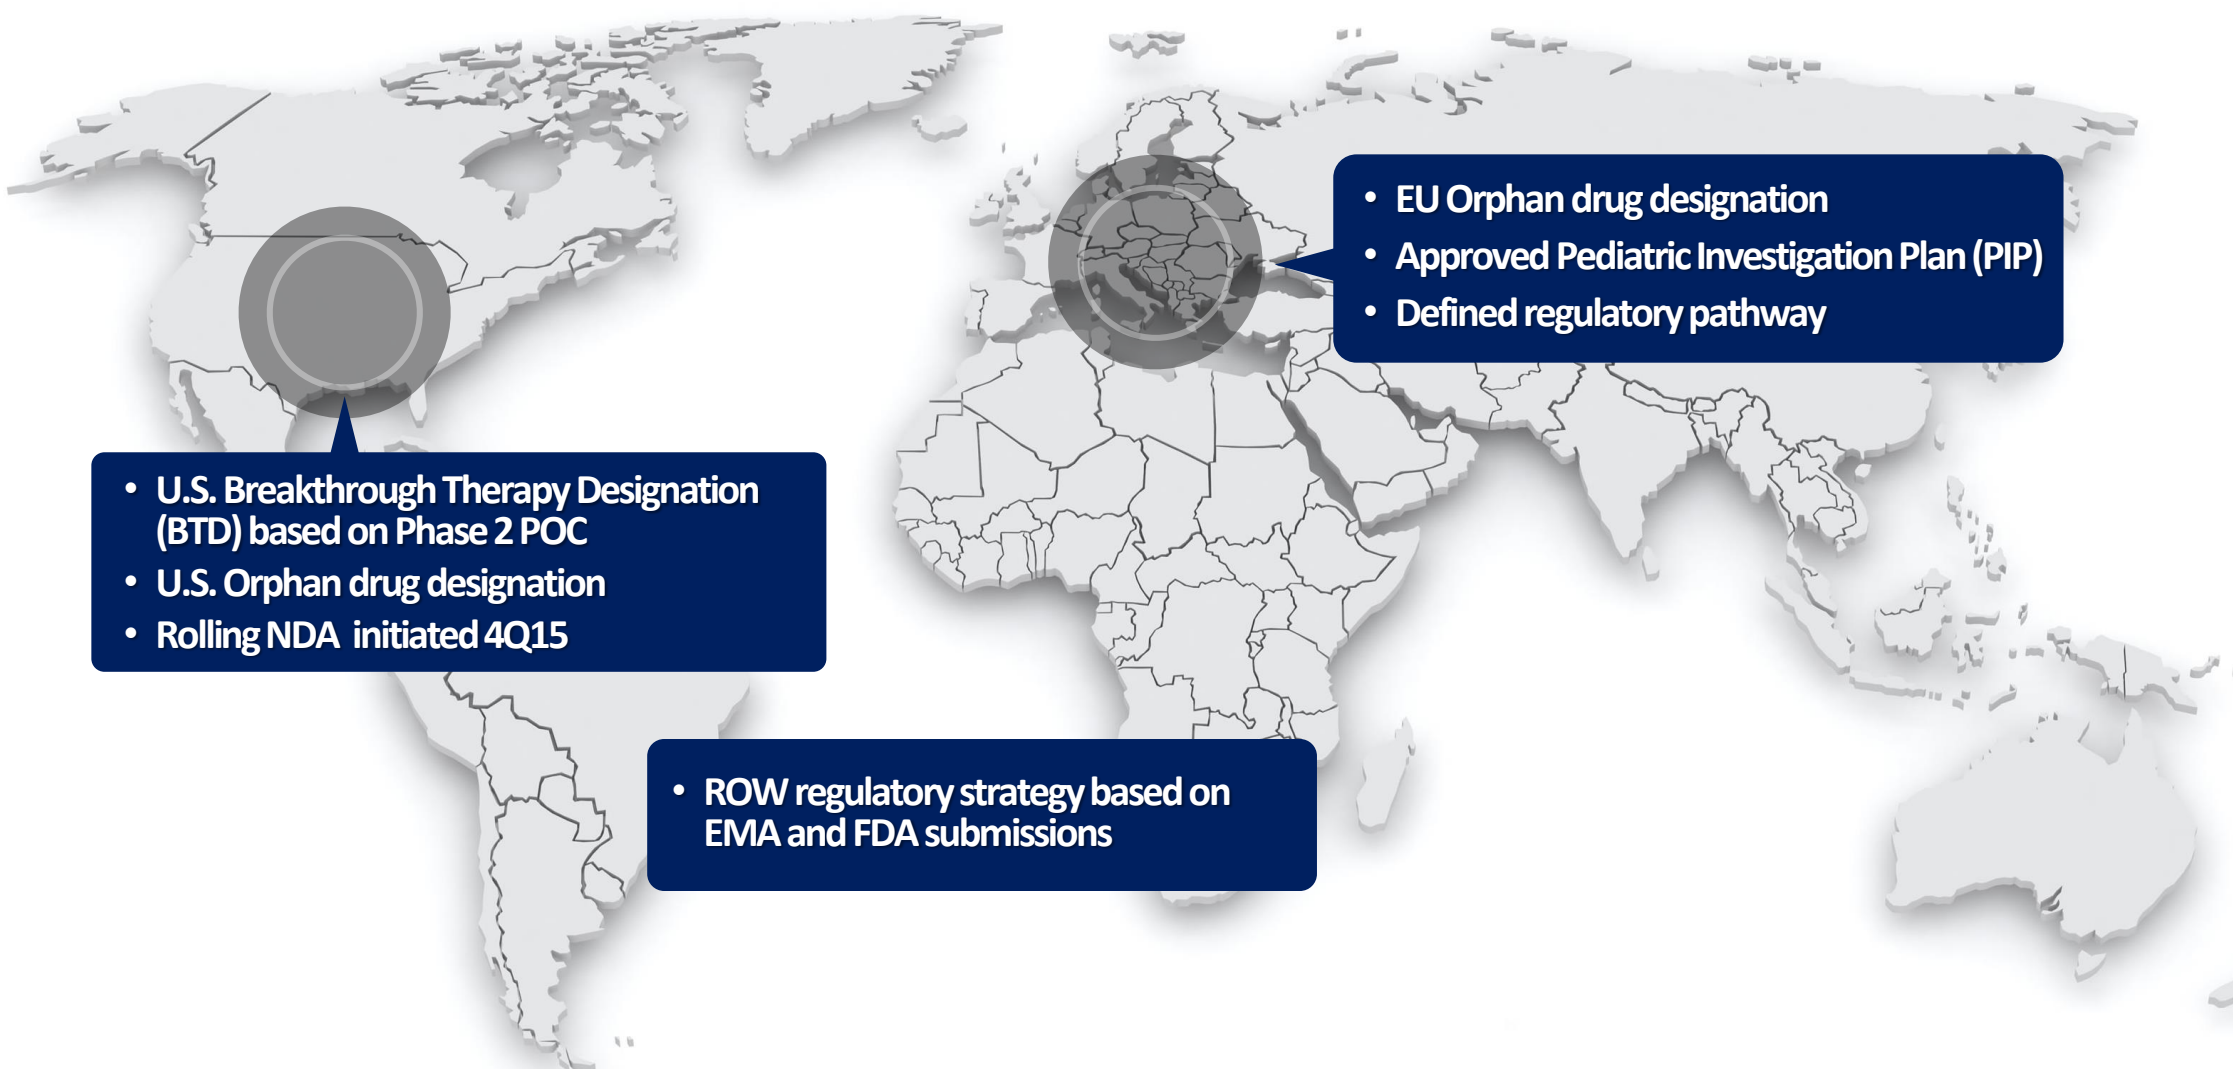 • EU Orphan drug designation
• Approved Pediatric Investigation Plan (PIP)
• Defined regulatory pathway
• U.S. Breakthrough Therapy Designation
(BTD) based on Phase 2 POC
• U.S. Orphan drug designation
• Rolling NDA  initiated 4Q15
• ROW regulatory strategy based on
EMA and FDA submissions